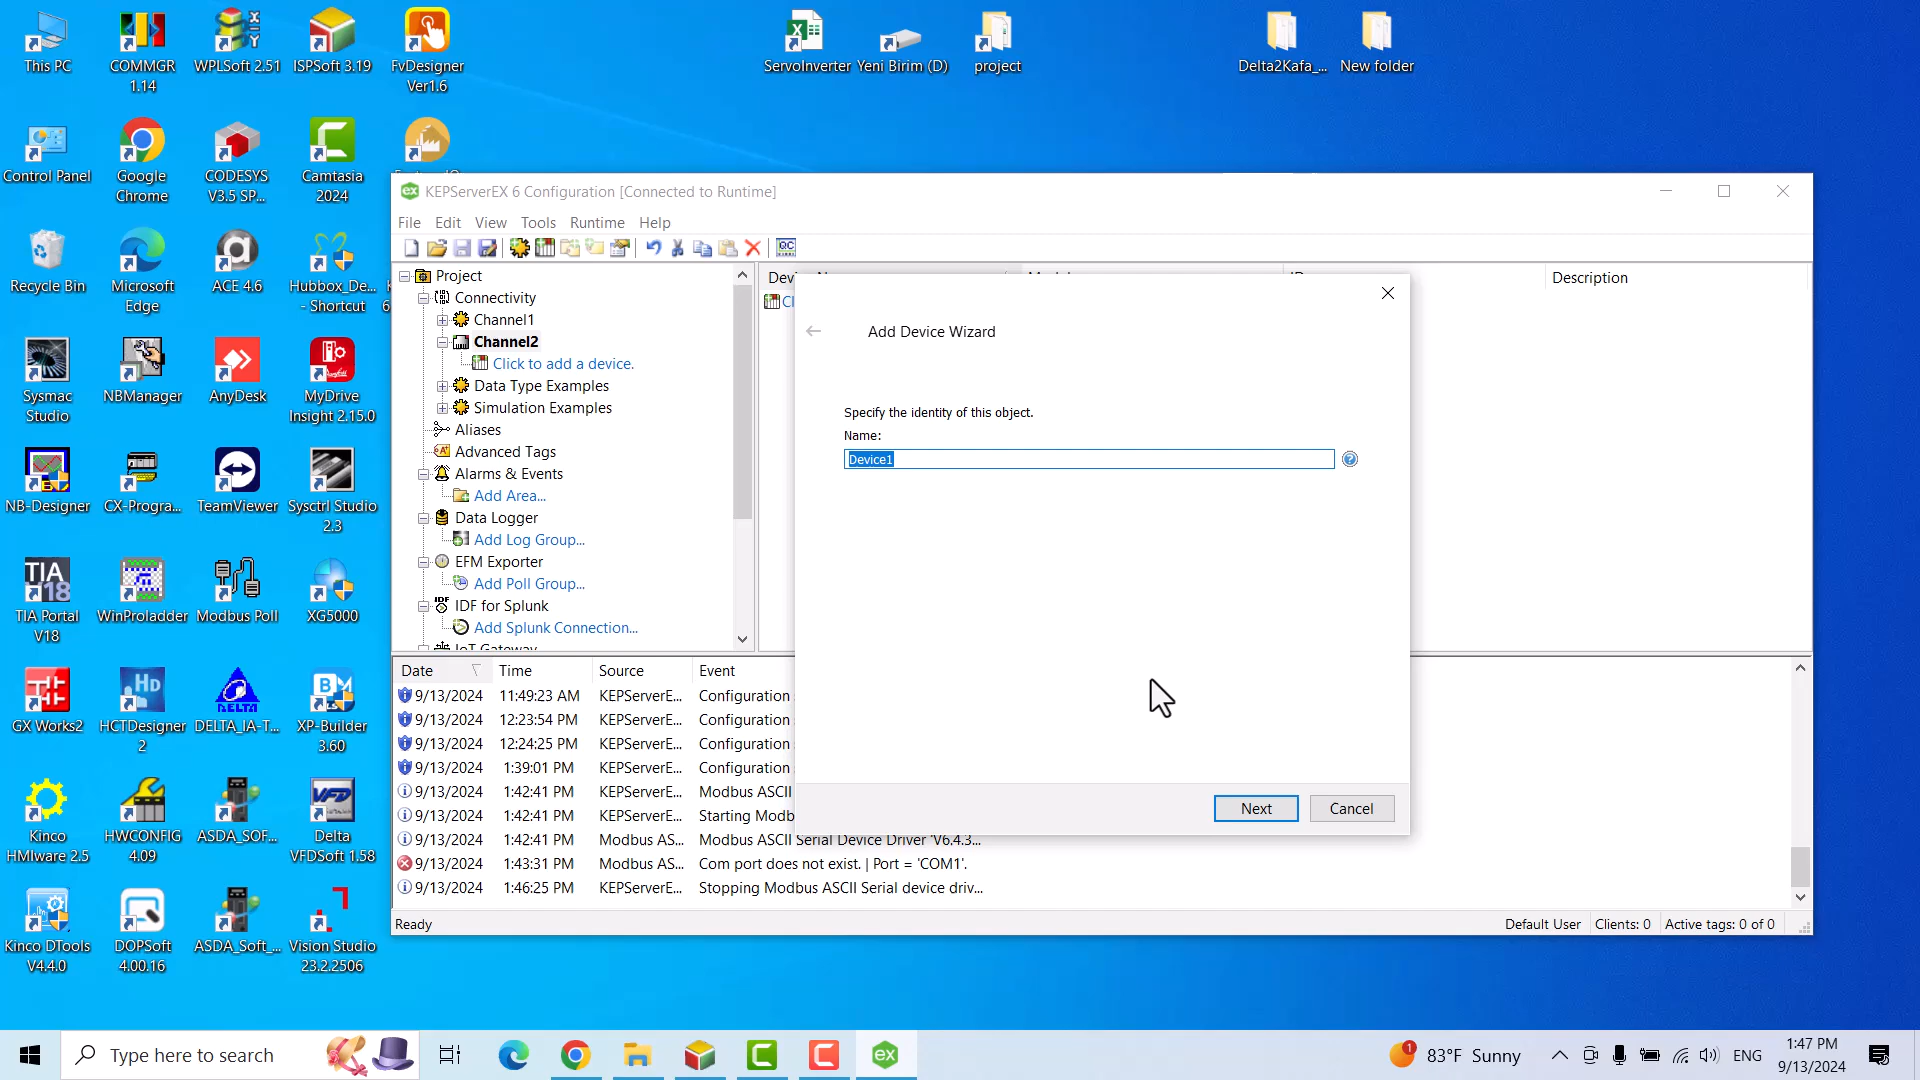 This PC
COMMGR
1.14
WPLSoft 2.51
ISPSoft 3.19
FvDesigner
Ver1.6
ServoInverter
Yeni Birim (D)
project
Delta2Kafa_...
New folder
Control Panel
Google
Chrome
CODESYS
V3.5 SP...
Camtasia
2024
Recycle Bin
Microsoft
Edge
ACE 4.6
Hubbox_De...
- Shortcut
Sysmac
Studio
NBManager
AnyDesk
MyDrive
Insight 2.15.0
NB-Designer
CX-Progra...
TeamViewer
Sysctrl Studio
2.3
TIA Portal
V18
WinProladder
Modbus Poll
XG5000
GX Works2
HCTDesigner
2
DELTA_IA-T...
XP-Builder
3.60
Kinco
HMIware 2.5
HWCONFIG
4.09
ASDA_SOF...
Delta
VFDSoft 1.58
Kinco DTools
V4.4.0
DOPSoft
4.00.16
ASDA_Soft_...
Vision Studio
23.2.2506
KEPServerEX 6 Configuration [Connected to Runtime]
File Edit View Tools Runtime Help
Project
Connectivity
Channel1
Channel2
Click to add a device.
Data Type Examples
Simulation Examples
Aliases
Advanced Tags
Alarms & Events
Add Area...
Data Logger
Add Log Group...
EFM Exporter
Add Poll Group...
IDF for Splunk
Add Splunk Connection...
IoT Gateway
Description
Add Device Wizard
Specify the identity of this object.
Name:
Device1
Next
Cancel
Date Time Source Event
9/13/2024 11:49:23 AM KEPServerE... Configuration
9/13/2024 12:23:54 PM KEPServerE... Configuration
9/13/2024 12:24:25 PM KEPServerE... Configuration
9/13/2024 1:39:01 PM KEPServerE... Configuration
9/13/2024 1:42:41 PM KEPServerE... Modbus ASCII
9/13/2024 1:42:41 PM KEPServerE... Starting Modb
9/13/2024 1:42:41 PM Modbus AS... Modbus ASCII Serial Device Driver 'V6.4.3...
9/13/2024 1:43:31 PM Modbus AS... Com port does not exist. | Port = 'COM1'.
9/13/2024 1:46:25 PM KEPServerE... Stopping Modbus ASCII Serial device driv...
Ready
Default User Clients: 0 Active tags: 0 of 0
Type here to search
83°F Sunny
ENG
1:47 PM
9/13/2024